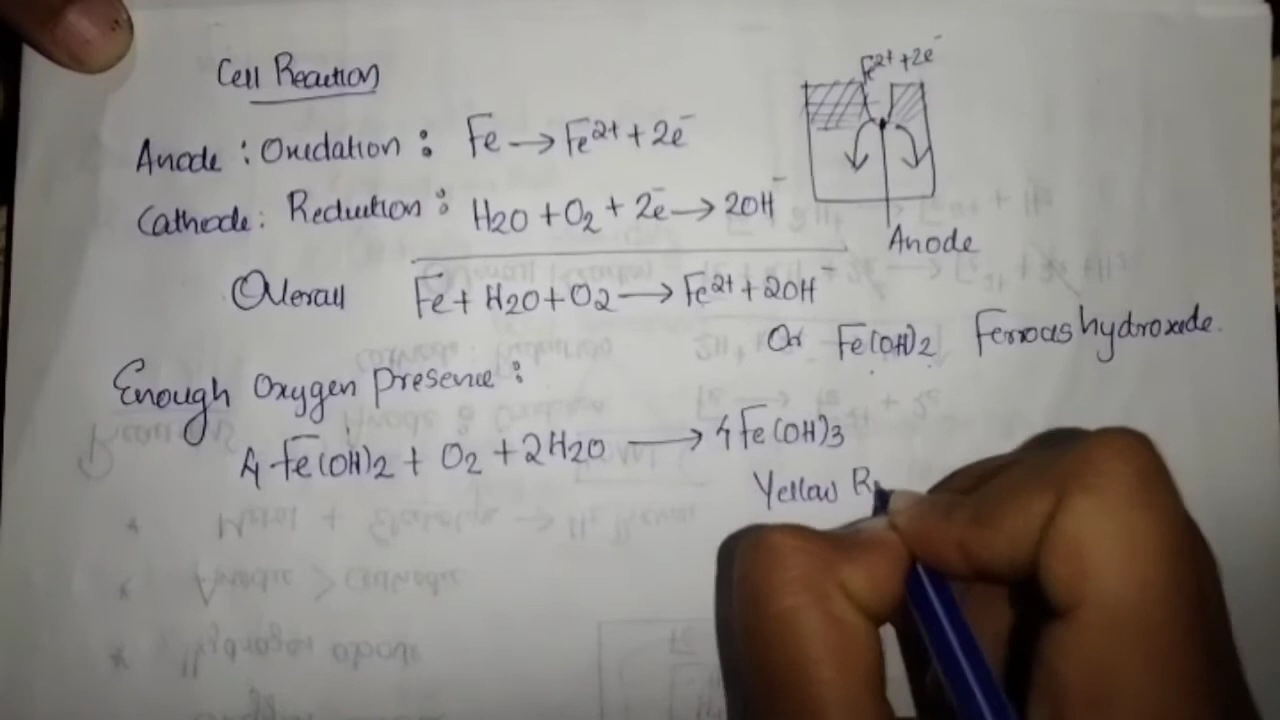 Cell Reaction
Fe2+ + 2e-
Anode : Oxidation : Fe → Fe2+ + 2e-
Cathode : Reduction : H2O + O2 + 2e- → 2OH-
Anode
Overall Fe + H2O + O2 → Fe2+ + 2OH-
Or Fe(OH)2 Ferrous hydroxide.
Enough Oxygen Presence :
4 Fe(OH)2 + O2 + 2H2O → 4 Fe(OH)3
Yellow R